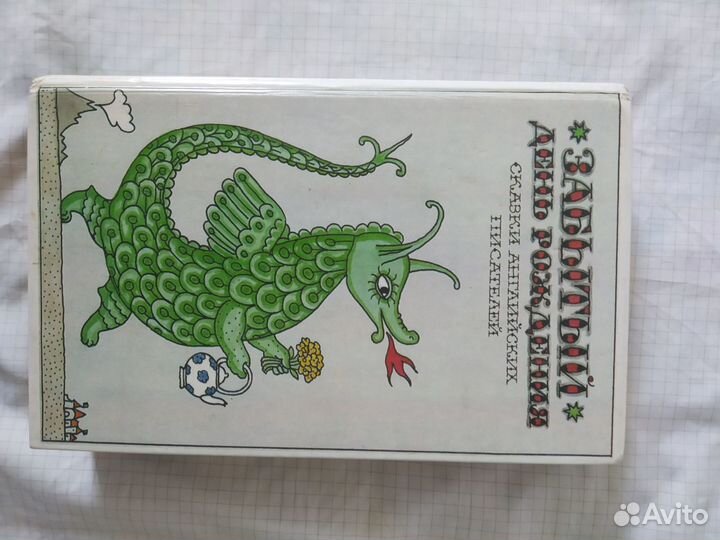 ЗАБЫТЫЙ
ДЕНЬ РОЖДЕНИЯ
СКАЗКИ АНГЛИЙСКИХ
ПИСАТЕЛЕЙ
Avito